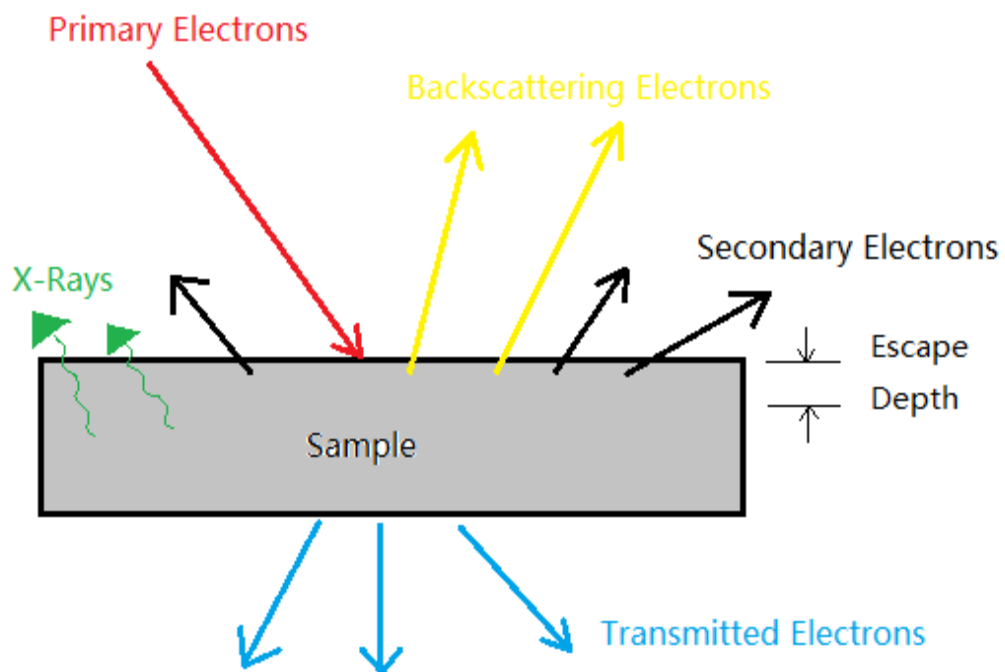 Primary Electrons
Backscattering Electrons
Secondary Electrons
X-Rays
Escape
Depth
Sample
Transmitted Electrons